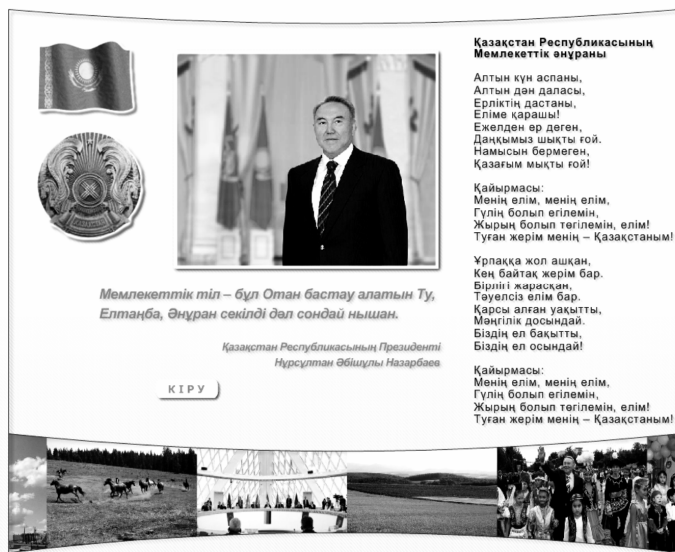 Қазақстан Республикасының
Мемлекеттік әнұраны
Алтын күн аспаны,
Алтын дән даласы,
Ерліктің дастаны,
Еліме қарашы!
Ежелден ер деген,
Даңқымыз шықты ғой.
Намысын бермеген,
Қазағым мықты ғой!
Қайырмасы:
Менің елім, менің елім,
Гүлің болып егілемін,
Жырың болып төгілемін, елім!
Туған жерім менің – Қазақстаным!
Ұрпаққа жол ашқан,
Кең байтақ жерім бар.
Бірлігі жарасқан,
Тәуелсіз елім бар.
Қарсы алған уақытты,
Мәңгілік досындай.
Біздің ел бақытты,
Біздің ел осындай!
Қайырмасы:
Менің елім, менің елім,
Гүлің болып егілемін,
Жырың болып төгілемін, елім!
Туған жерім менің – Қазақстаным!
Мемлекеттік тіл – бұл Отан бастау алатын Ту,
Елтаңба, Әнұран секілді дәл сондай нышан.
Қазақстан Республикасының Президенті
Нұрсұлтан Әбішұлы Назарбаев
КІРУ